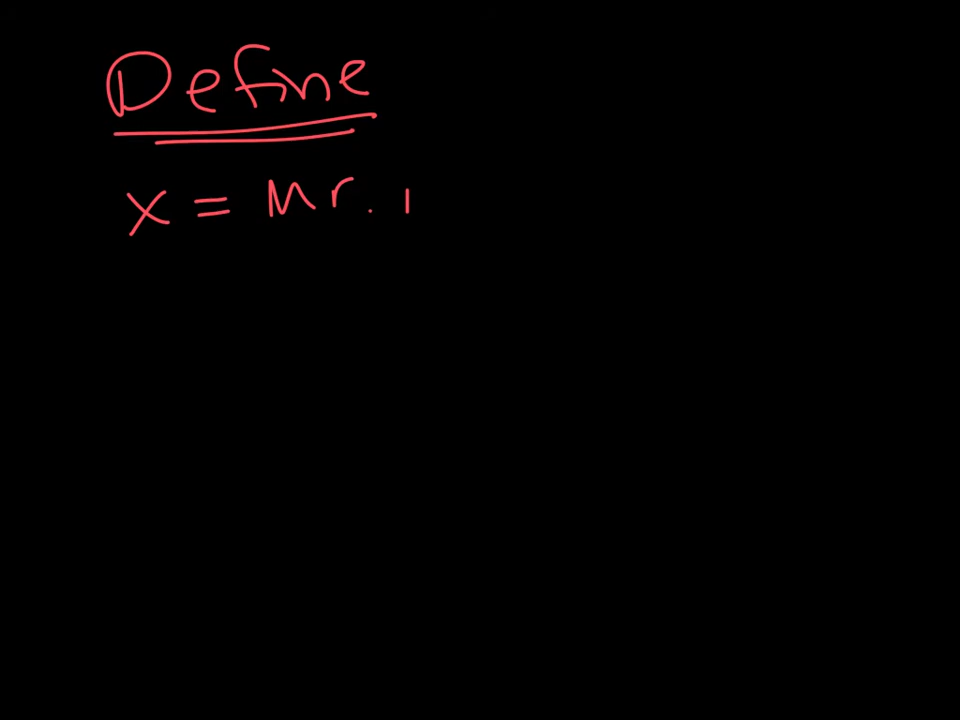 Define
x = Mr.